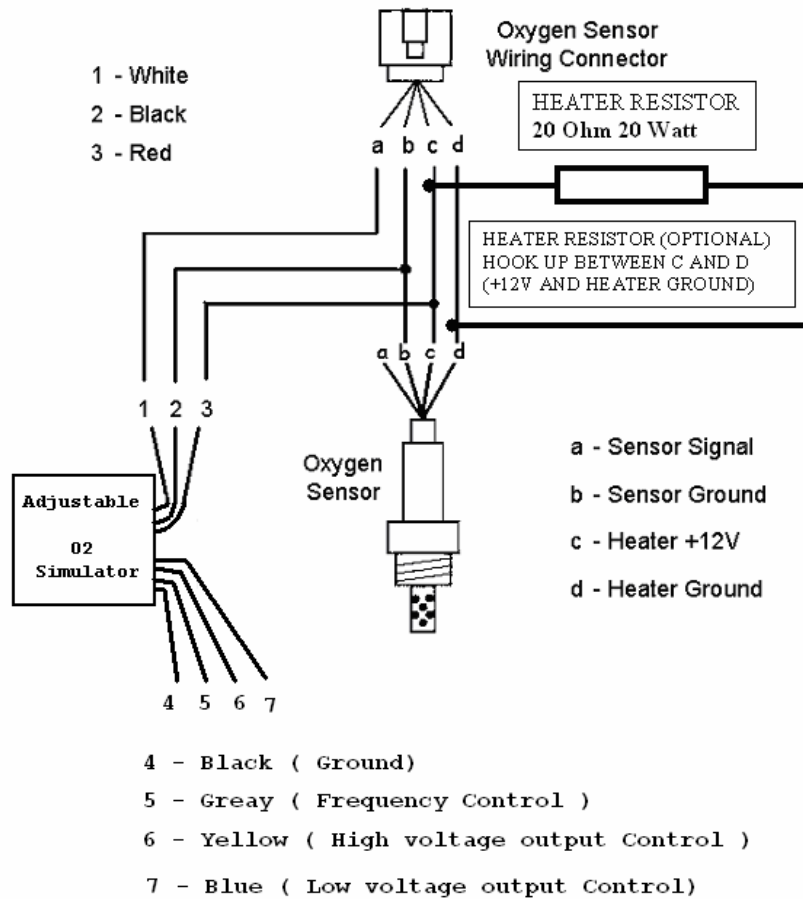 Oxygen Sensor
Wiring Connector
1 - White
2 - Black
3 - Red
HEATER RESISTOR
20 Ohm 20 Watt
a b c d
HEATER RESISTOR (OPTIONAL)
HOOK UP BETWEEN C AND D
(+12V AND HEATER GROUND)
a b c d
1 2 3
Oxygen
Sensor
a - Sensor Signal
b - Sensor Ground
c - Heater +12V
d - Heater Ground
Adjustable
O2
Simulator
4 5 6 7
4 - Black ( Ground)
5 - Greay ( Frequency Control )
6 - Yellow ( High voltage output Control )
7 - Blue ( Low voltage output Control)